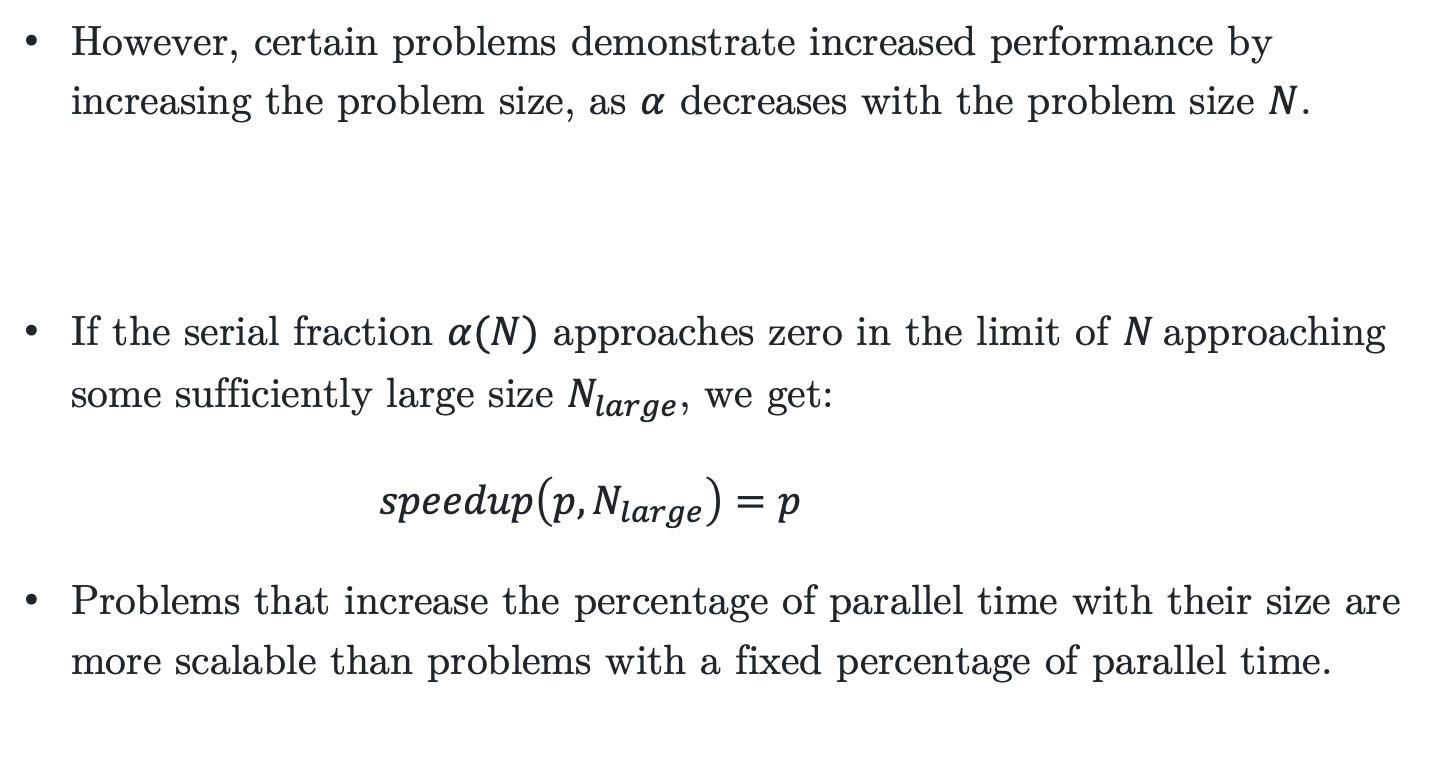 • However, certain problems demonstrate increased performance by
increasing the problem size, as α decreases with the problem size N.
• If the serial fraction α(N) approaches zero in the limit of N approaching
some sufficiently large size N_large, we get:
speedup(p, N_large) = p
• Problems that increase the percentage of parallel time with their size are
more scalable than problems with a fixed percentage of parallel time.